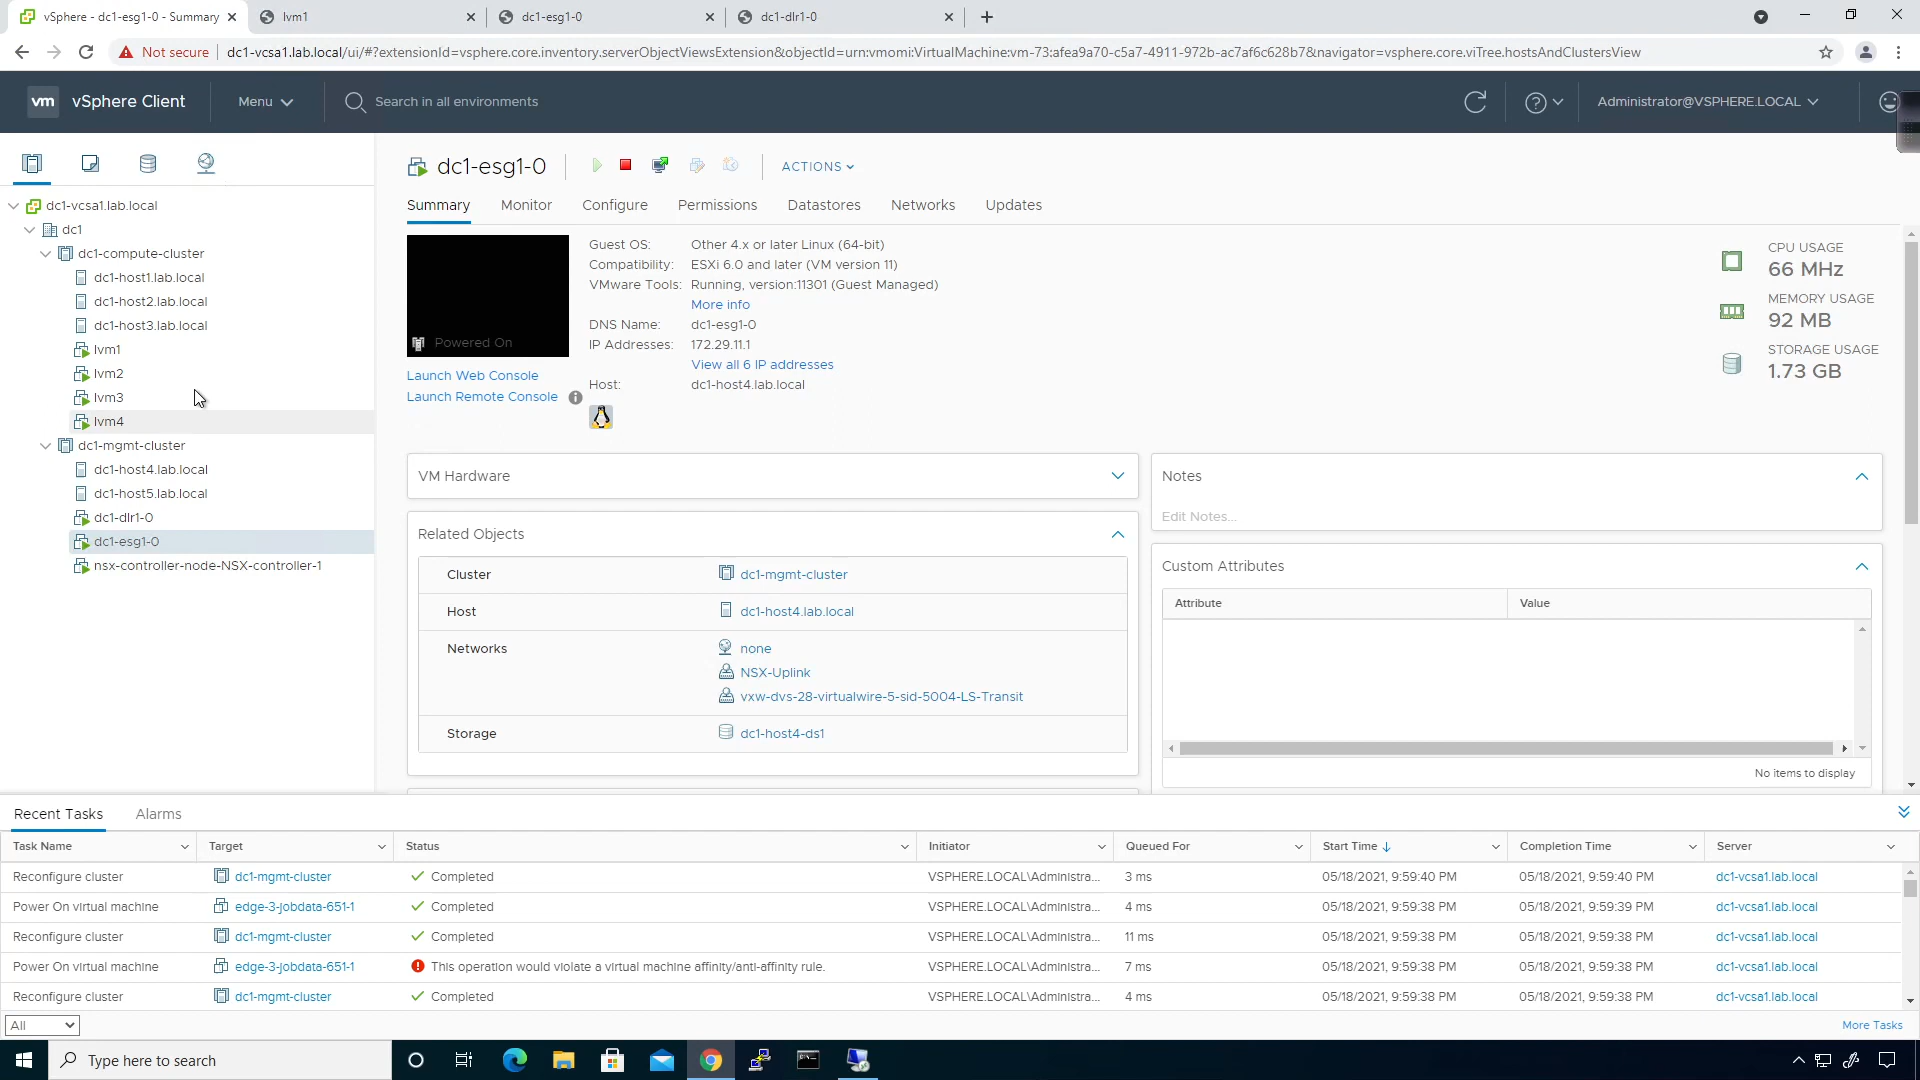 vSphere - dc1-esg1-0 - Summary
lvm1
dc1-esg1-0
dc1-dlr1-0
Not secure
dc1-vcsa1.lab.local/ui/#?extensionId=vsphere.core.inventory.serverObjectViewsExtension&objectId=urn:vmomi:VirtualMachine:vm-73:afea9a70-c5a7-4911-972b-ac7af6c628b7&navigator=vsphere.core.viTree.hostsAndClustersView
vm
vSphere Client
Menu
Search in all environments
Administrator@VSPHERE.LOCAL
dc1-vcsa1.lab.local
dc1
dc1-compute-cluster
dc1-host1.lab.local
dc1-host2.lab.local
dc1-host3.lab.local
lvm1
lvm2
lvm3
lvm4
dc1-mgmt-cluster
dc1-host4.lab.local
dc1-host5.lab.local
dc1-dlr1-0
dc1-esg1-0
nsx-controller-node-NSX-controller-1
dc1-esg1-0
ACTIONS
Summary Monitor Configure Permissions Datastores Networks Updates
Powered On
Launch Web Console
Launch Remote Console
Guest OS: Other 4.x or later Linux (64-bit)
Compatibility: ESXi 6.0 and later (VM version 11)
VMware Tools: Running, version:11301 (Guest Managed)
More info
DNS Name: dc1-esg1-0
IP Addresses: 172.29.11.1
View all 6 IP addresses
Host: dc1-host4.lab.local
CPU USAGE
66 MHz
MEMORY USAGE
92 MB
STORAGE USAGE
1.73 GB
VM Hardware
Related Objects
Cluster dc1-mgmt-cluster
Host dc1-host4.lab.local
Networks none
NSX-Uplink
vxw-dvs-28-virtualwire-5-sid-5004-LS-Transit
Storage dc1-host4-ds1
Notes
Edit Notes...
Custom Attributes
Attribute Value
No items to display
Recent Tasks Alarms
Task Name Target Status Initiator Queued For Start Time Completion Time Server
Reconfigure cluster dc1-mgmt-cluster Completed VSPHERE.LOCAL\Administra... 3 ms 05/18/2021, 9:59:40 PM 05/18/2021, 9:59:40 PM dc1-vcsa1.lab.local
Power On virtual machine edge-3-jobdata-651-1 Completed VSPHERE.LOCAL\Administra... 4 ms 05/18/2021, 9:59:38 PM 05/18/2021, 9:59:39 PM dc1-vcsa1.lab.local
Reconfigure cluster dc1-mgmt-cluster Completed VSPHERE.LOCAL\Administra... 11 ms 05/18/2021, 9:59:38 PM 05/18/2021, 9:59:38 PM dc1-vcsa1.lab.local
Power On virtual machine edge-3-jobdata-651-1 This operation would violate a virtual machine affinity/anti-affinity rule. VSPHERE.LOCAL\Administra... 7 ms 05/18/2021, 9:59:38 PM 05/18/2021, 9:59:38 PM dc1-vcsa1.lab.local
Reconfigure cluster dc1-mgmt-cluster Completed VSPHERE.LOCAL\Administra... 4 ms 05/18/2021, 9:59:38 PM 05/18/2021, 9:59:38 PM dc1-vcsa1.lab.local
All
More Tasks
Type here to search